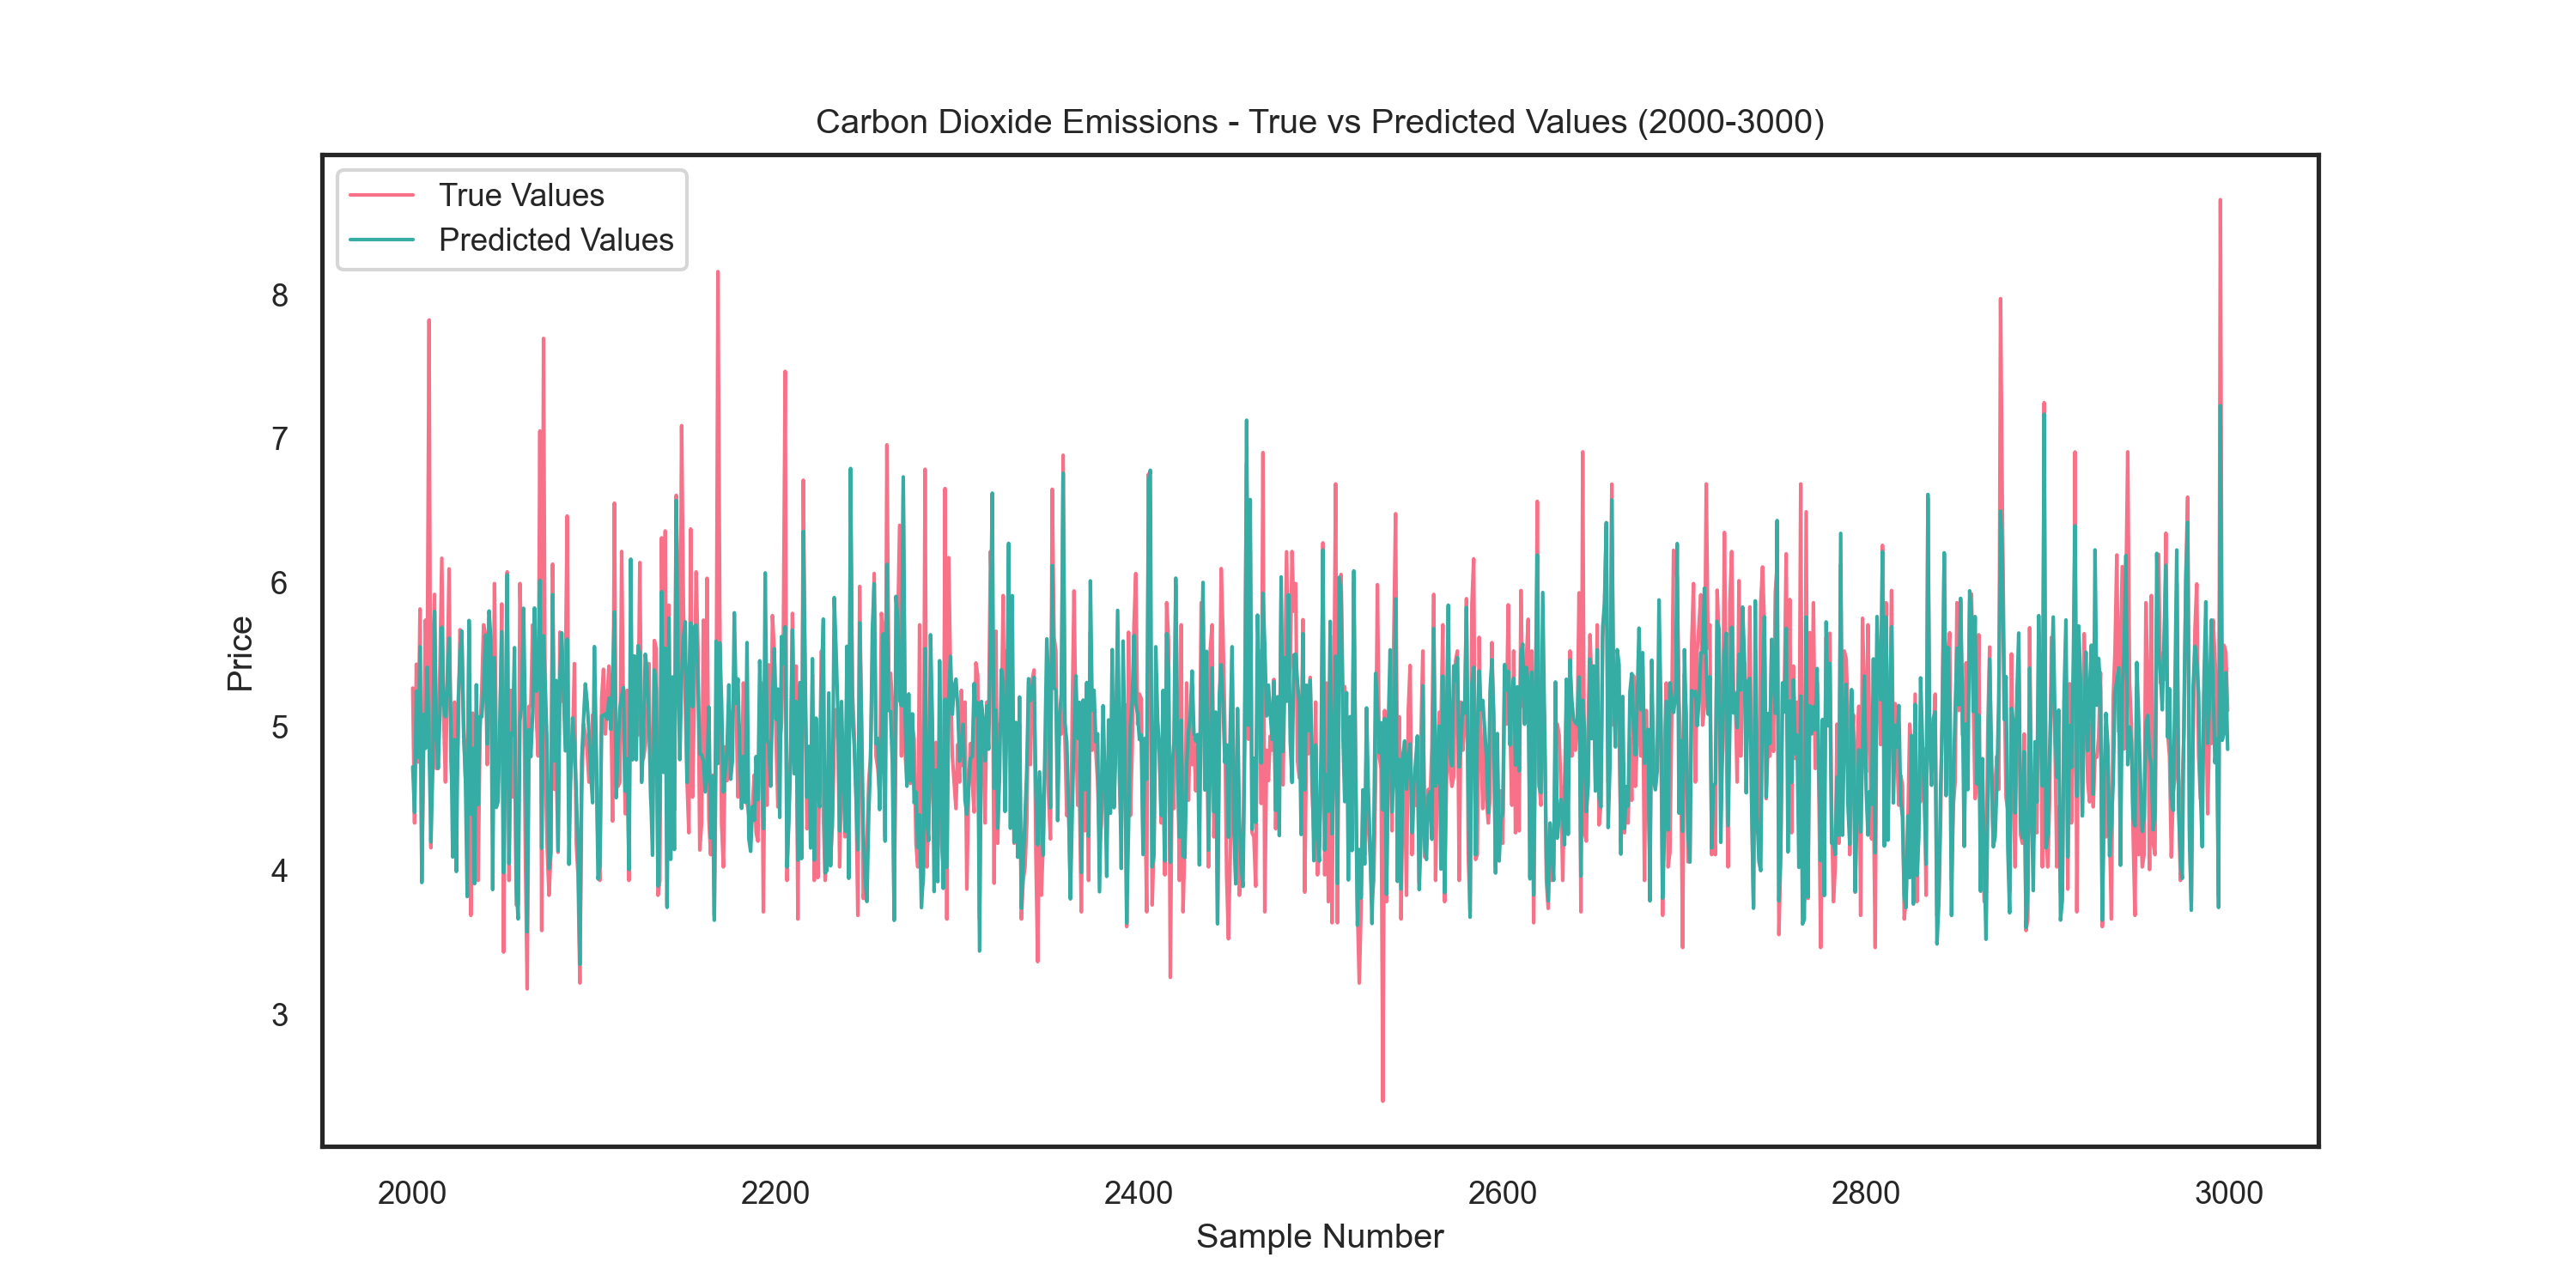 Carbon Dioxide Emissions - True vs Predicted Values (2000-3000)
True Values
Predicted Values
8
7
6
5
4
3
Price
2000 2200 2400 2600 2800 3000
Sample Number